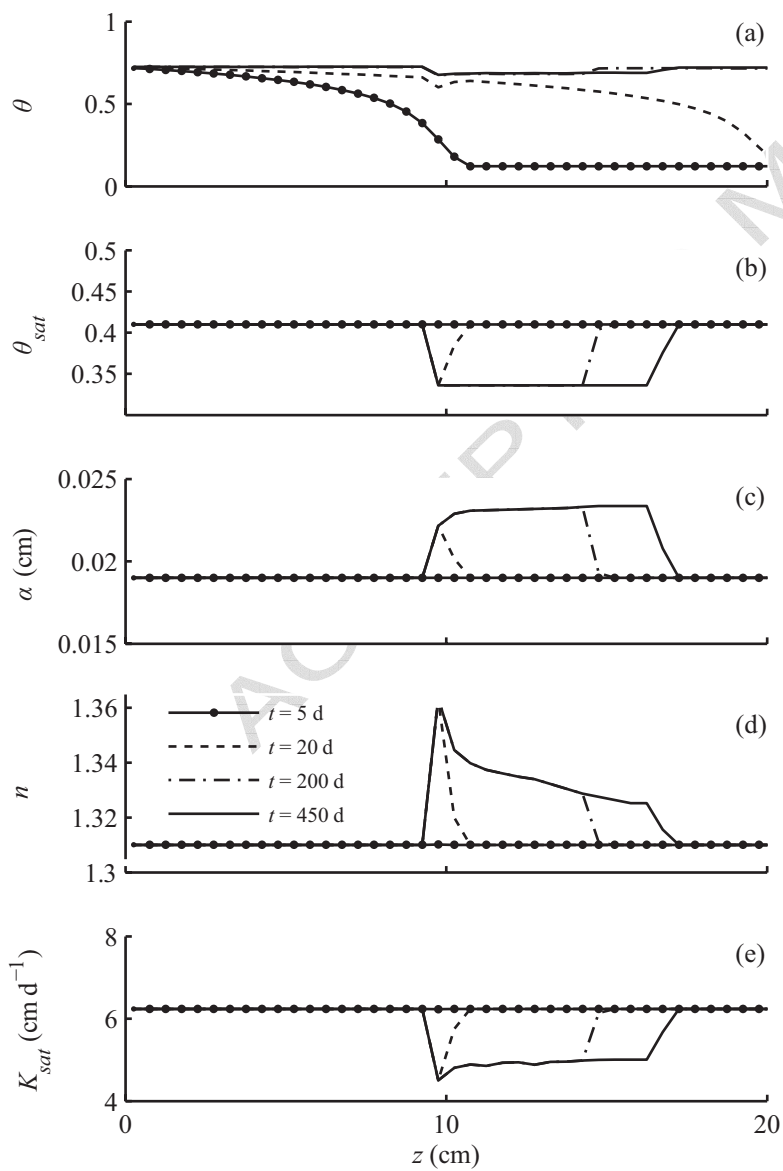 1
(a)
θ
0.5
0
0.5
(b)
0.45
θsat
0.4
0.35
0.025
(c)
α (cm)
0.02
0.015
1.36
(d)
t = 5 d
t = 20 d
1.34
n
t = 200 d
1.32
t = 450 d
1.3
8
(e)
Ksat (cm d−1)
6
4
0
10
20
z (cm)